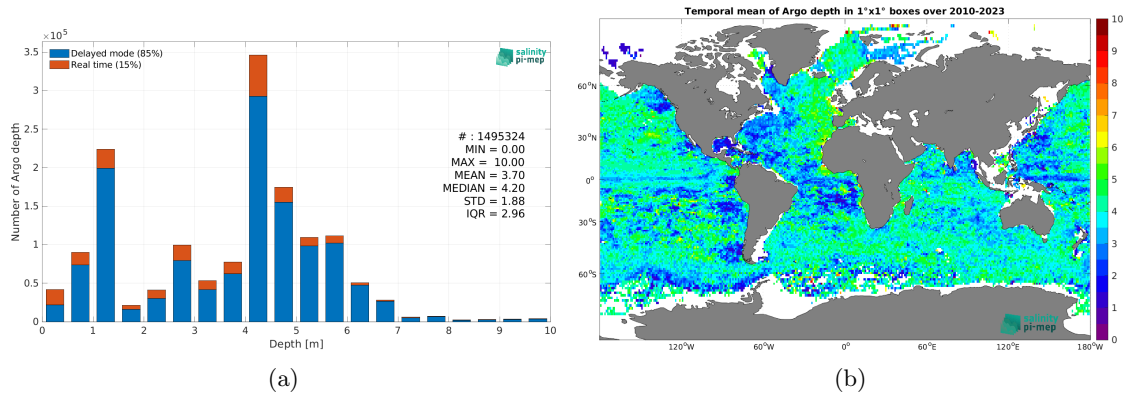 ×10⁵
3.5
3
2.5
2
1.5
1
0.5
0
Number of Argo depth
Delayed mode (85%)
Real time (15%)
salinity
pi-mep
# : 1495324
MIN = 0.00
MAX = 10.00
MEAN = 3.70
MEDIAN = 4.20
STD = 1.88
IQR = 2.96
0 1 2 3 4 5 6 7 8 9 10
Depth [m]
(a)
Temporal mean of Argo depth in 1°x1° boxes over 2010-2023
60°N
30°N
0°
30°S
60°S
120°W 60°W 0° 60°E 120°E 180°W
salinity
pi-mep
10
9
8
7
6
5
4
3
2
1
0
(b)